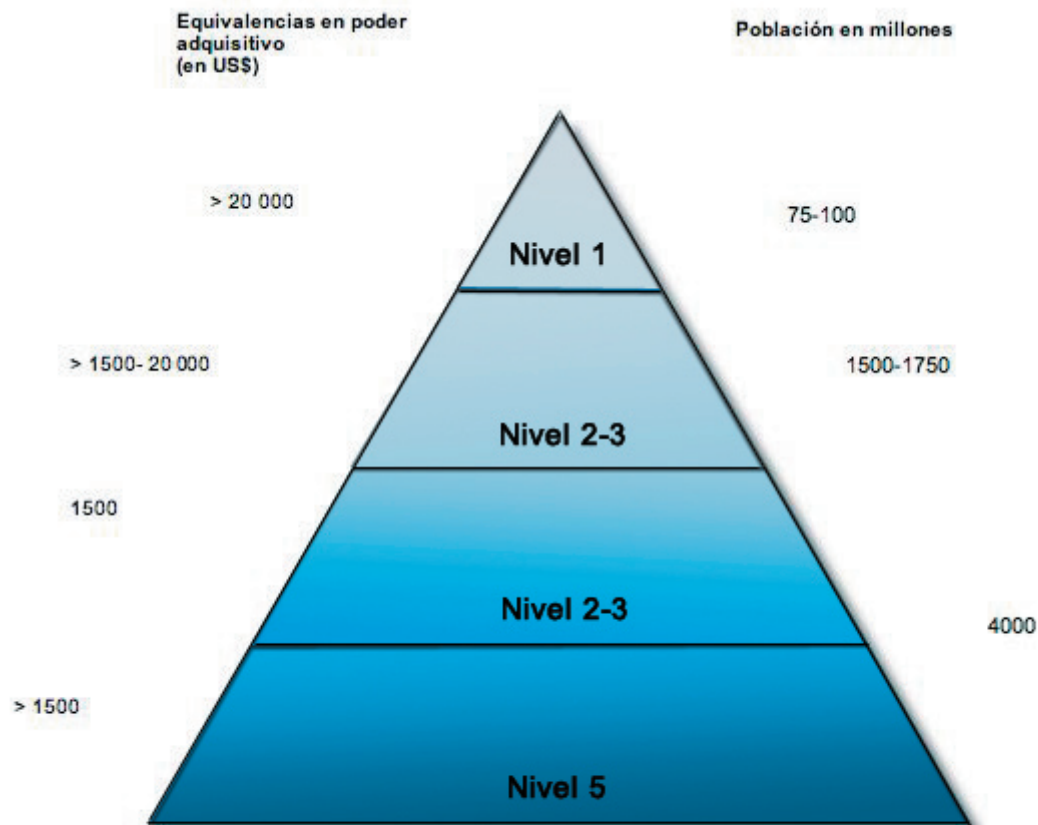 Equivalencias en poder
adquisitivo
(en US$)
Población en millones
> 20 000
75-100
Nivel 1
> 1500- 20 000
1500-1750
Nivel 2-3
1500
Nivel 2-3
4000
> 1500
Nivel 5